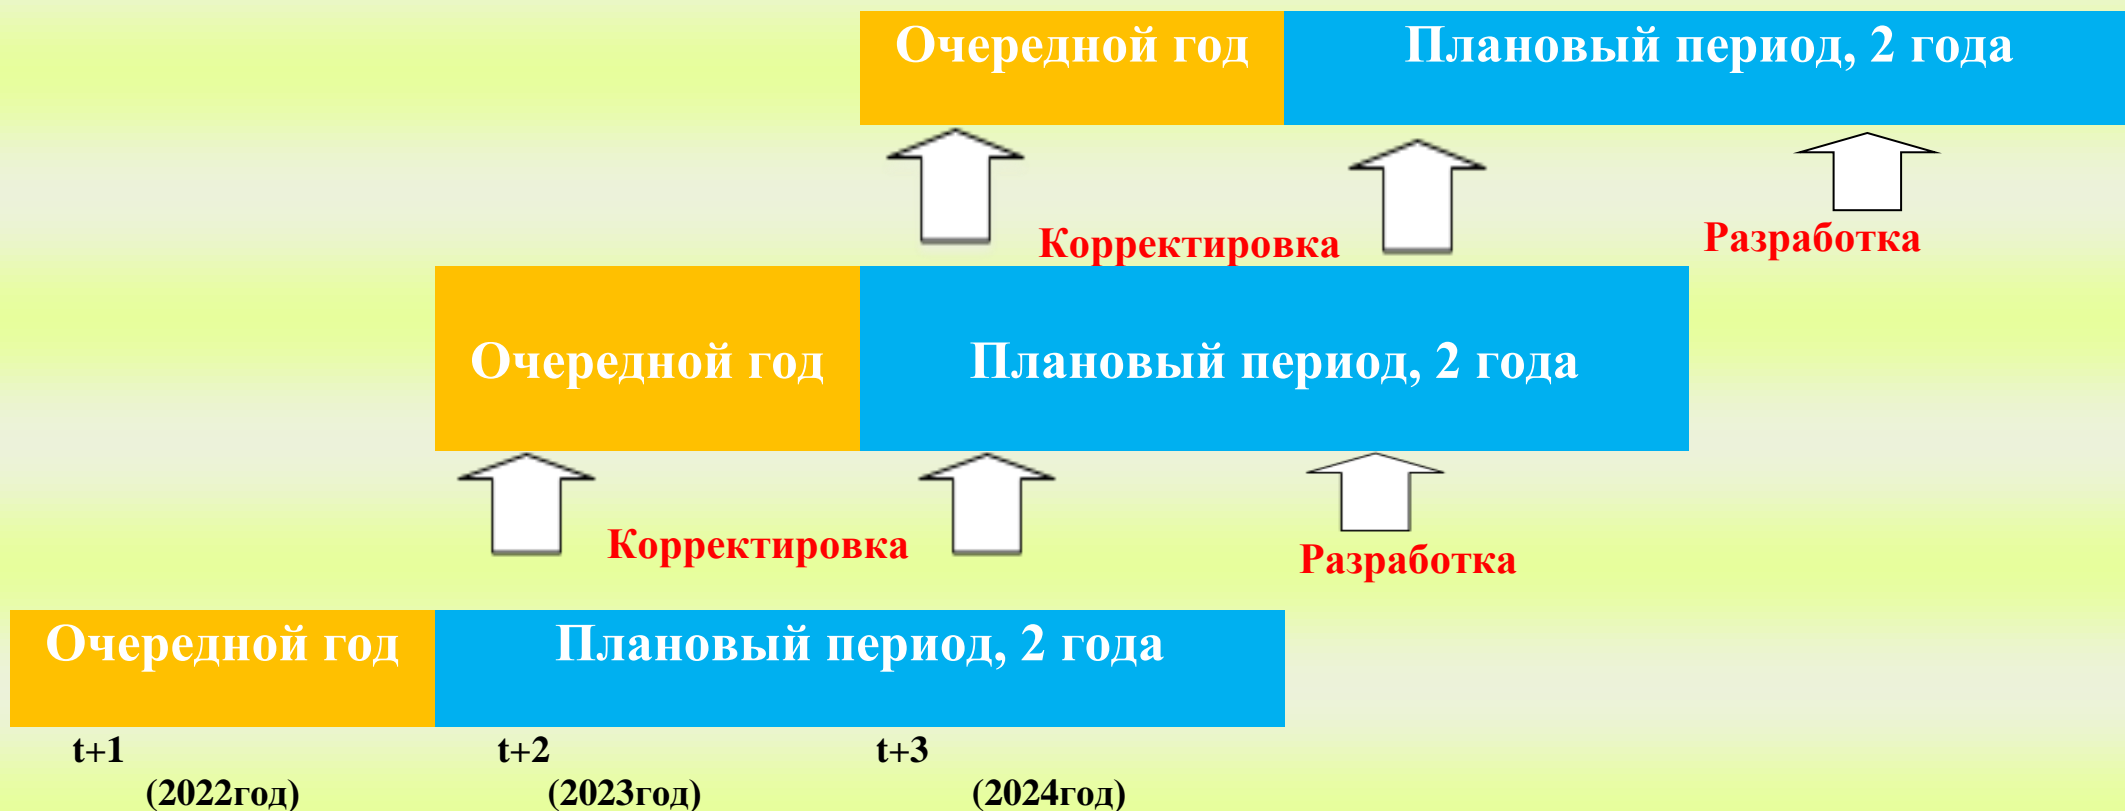 Очередной год
Плановый период, 2 года
Корректировка
Разработка
Очередной год
Плановый период, 2 года
Корректировка
Разработка
Очередной год
Плановый период, 2 года
t+1
t+2
t+3
(2022год)
(2023год)
(2024год)